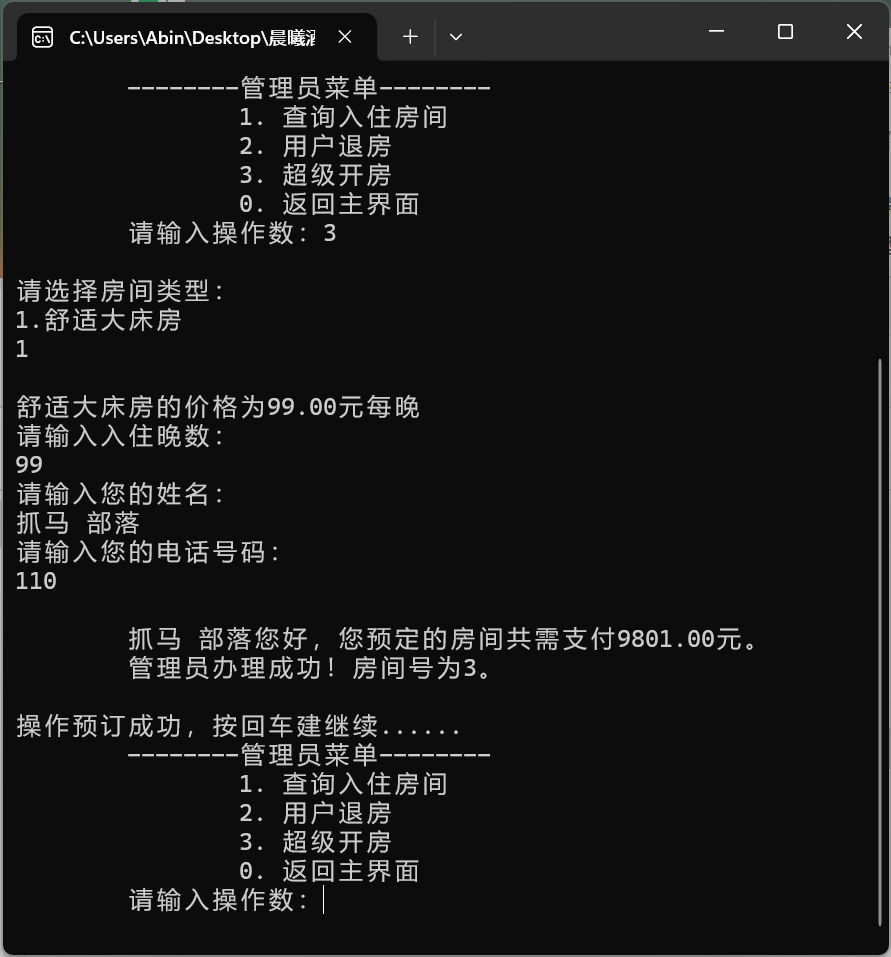 C:\Users\Abin\Desktop\晨曦酒
--------管理员菜单--------
1. 查询入住房间
2. 用户退房
3. 超级开房
0. 返回主界面
请输入操作数：3
请选择房间类型：
1.舒适大床房
1
舒适大床房的价格为99.00元每晚
请输入入住晚数：
99
请输入您的姓名：
抓马 部落
请输入您的电话号码：
110
抓马 部落您好，您预定的房间共需支付9801.00元。
管理员办理成功！房间号为3。
操作预订成功，按回车建继续......
--------管理员菜单--------
1. 查询入住房间
2. 用户退房
3. 超级开房
0. 返回主界面
请输入操作数：